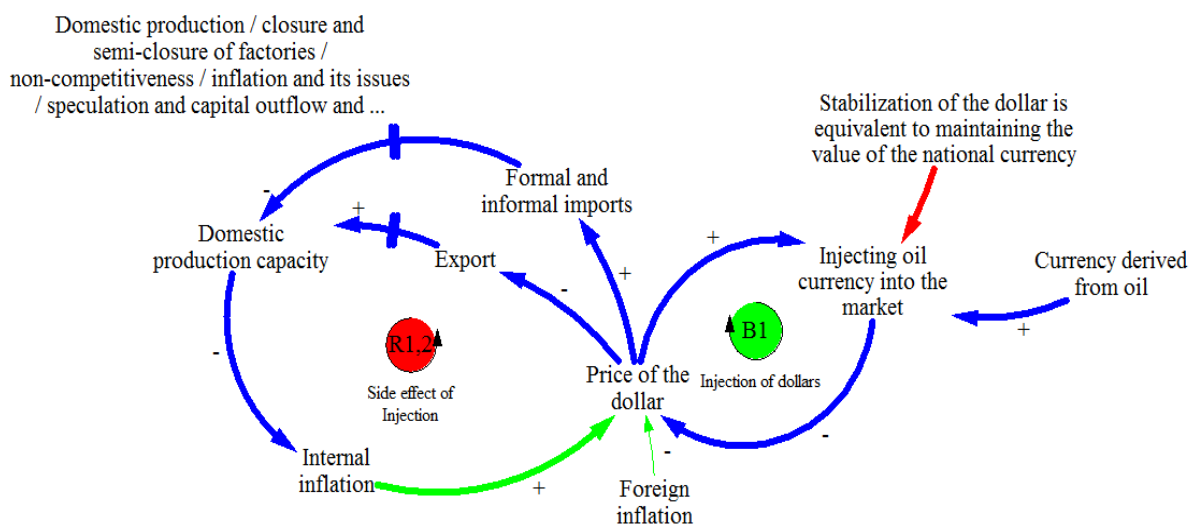 Domestic production / closure and
semi-closure of factories /
non-competitiveness / inflation and its issues
/ speculation and capital outflow and ...
Stabilization of the dollar is
equivalent to maintaining the
value of the national currency
Formal and
informal imports
-
+
+
Domestic
production capacity
Export
Injecting oil
currency into the
market
Currency derived
from oil
+
-
+
-
R1,2
B1
Side effect of
Injection
Price of the
dollar
Injection of dollars
-
Internal
inflation
+
-
Foreign
inflation